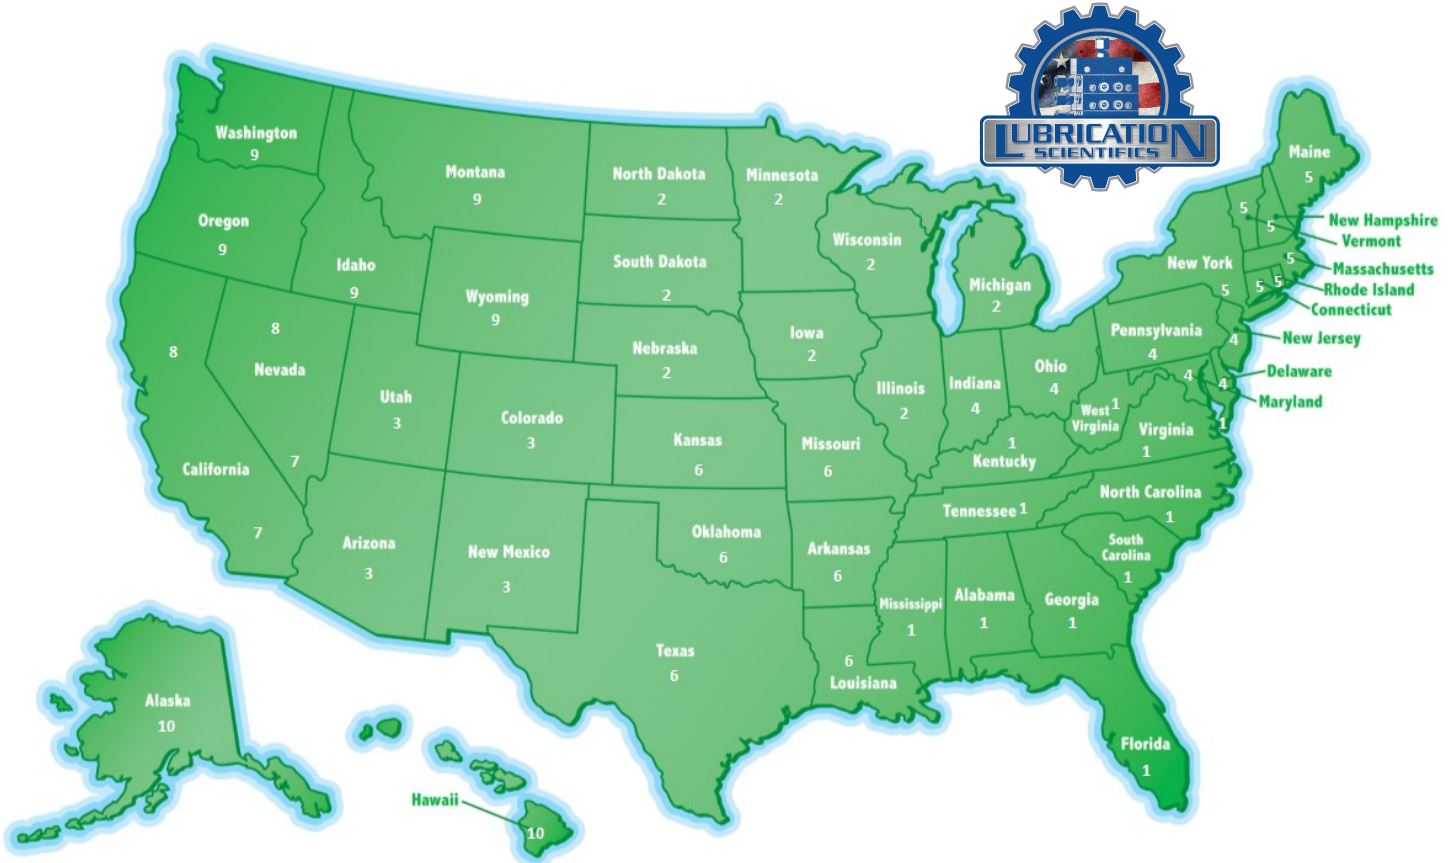 LUBRICATION
SCIENTIFICS
Washington
9
Oregon
9
Idaho
9
Montana
9
Wyoming
9
North Dakota
2
South Dakota
2
Nebraska
2
Minnesota
2
Wisconsin
2
Iowa
2
Michigan
2
Illinois
2
Indiana
4
Ohio
4
Pennsylvania
4
New York
5
Maine
5
5
5
New Hampshire
Vermont
5
Massachusetts
5
5
Rhode Island
Connecticut
4
New Jersey
4
4
Delaware
Maryland
1
8
California
7
8
Nevada
7
Utah
3
Colorado
3
Arizona
3
New Mexico
3
Kansas
6
Missouri
6
Oklahoma
6
Arkansas
6
Texas
6
6
Louisiana
West
Virginia
1
Virginia
1
1
Kentucky
Tennessee 1
North Carolina
1
South
Carolina
1
Mississippi
1
Alabama
1
Georgia
1
Florida
1
Alaska
10
Hawaii
10